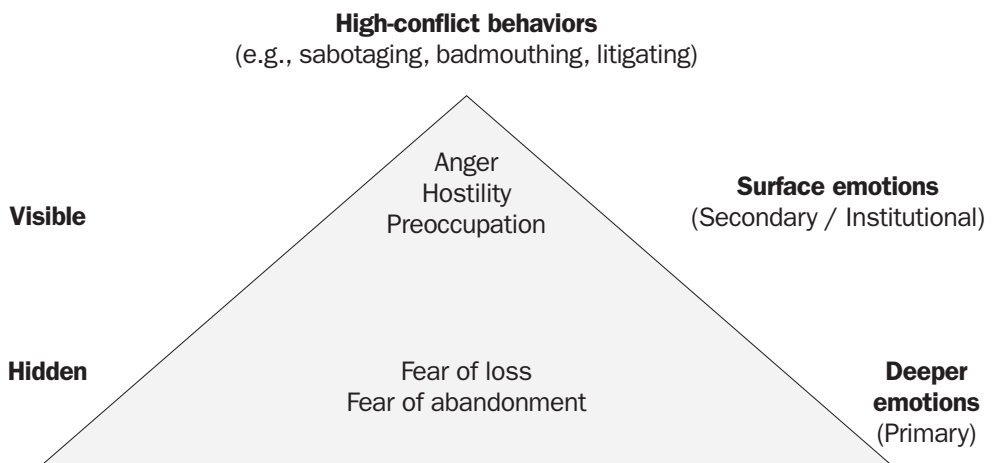 High-conflict behaviors
(e.g., sabotaging, badmouthing, litigating)
Anger
Hostility
Preoccupation
Visible
Surface emotions
(Secondary / Institutional)
Hidden
Fear of loss
Fear of abandonment
Deeper
emotions
(Primary)